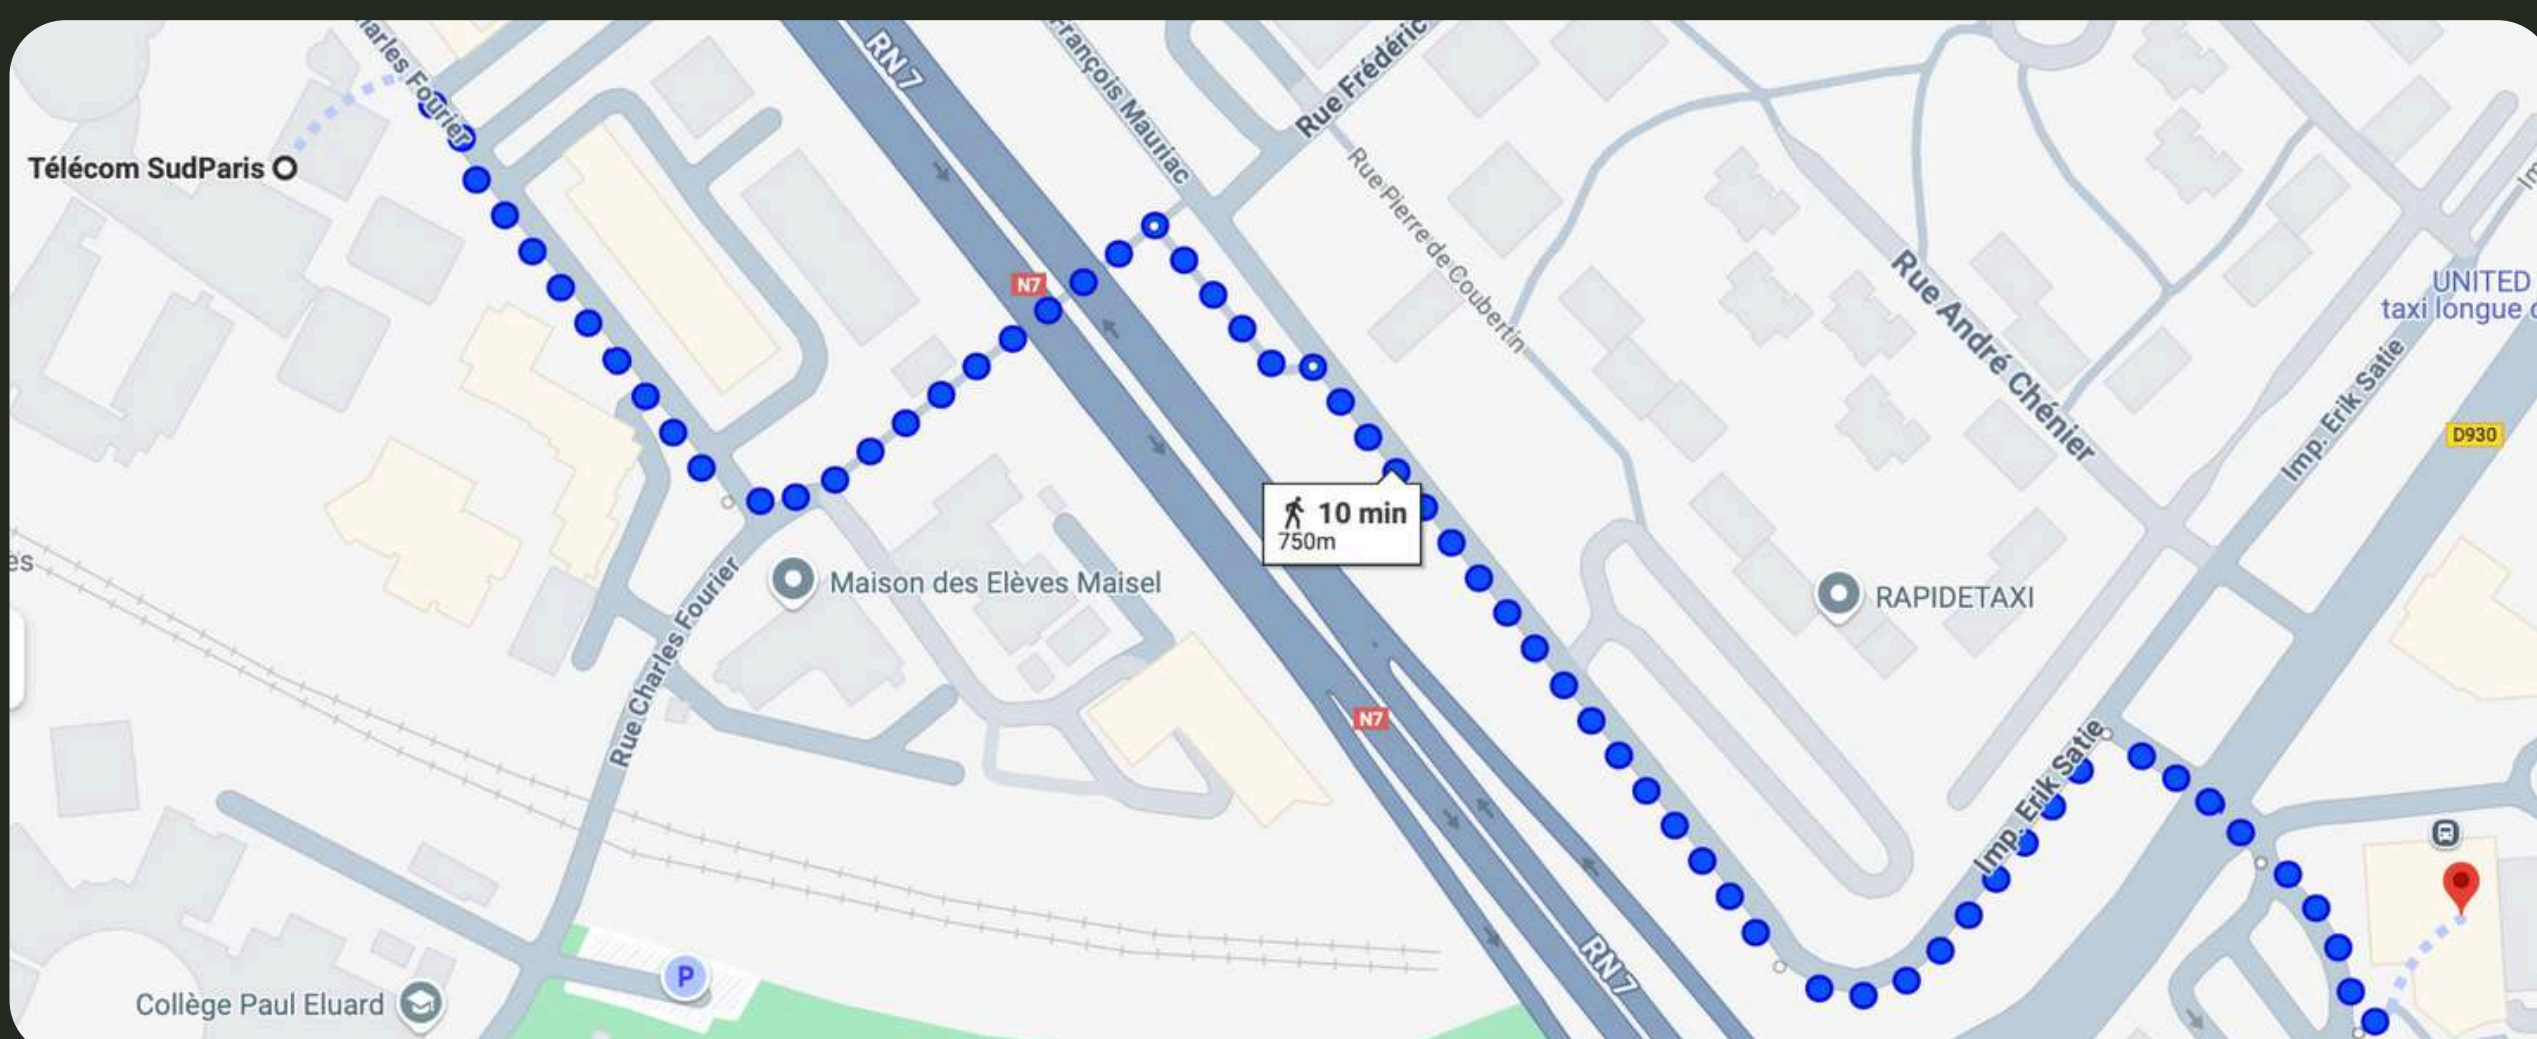 Charles Fourier
RN 7
François Mauriac
Rue Frédéric
Télécom SudParis
Rue Pierre de Coubertin
N7
Rue André Chénier
UNITED
taxi longue
Imp. Erik Satie
D930
10 min
750m
Maison des Elèves Maisel
RAPIDETAXI
Rue Charles Fourier
N7
Imp. Erik Satie
RN 7
P
Collège Paul Eluard